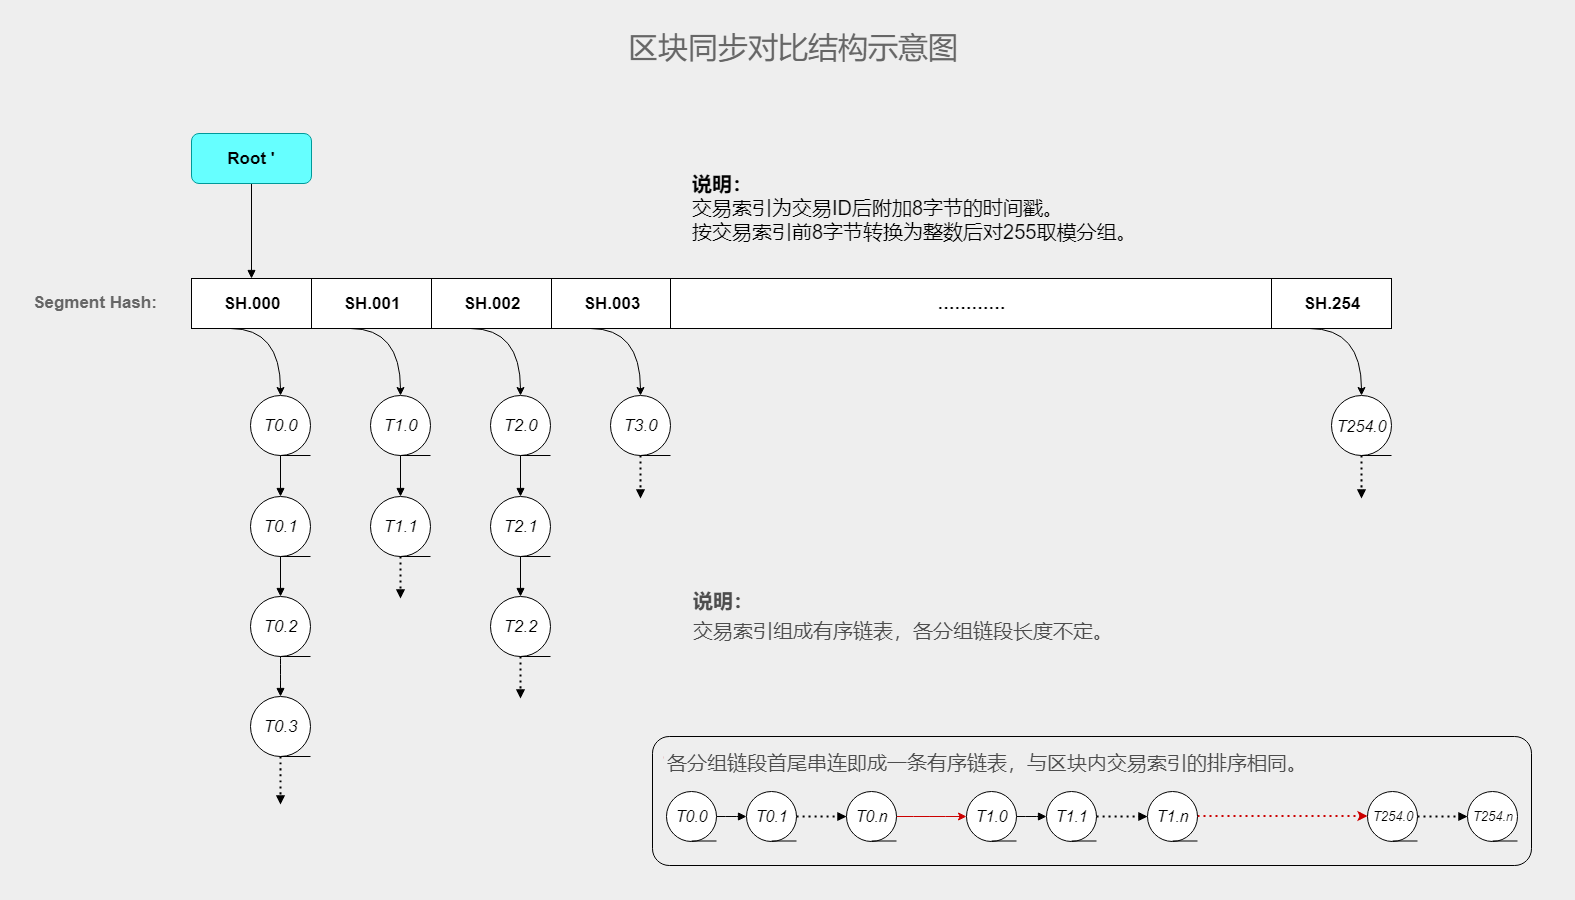 区块同步对比结构示意图
Root '
说明：
交易索引为交易ID后附加8字节的时间戳。
按交易索引前8字节转换为整数后对255取模分组。
Segment Hash:
SH.000
SH.001
SH.002
SH.003
............
SH.254
T0.0
T1.0
T2.0
T3.0
T254.0
T0.1
T1.1
T2.1
说明：
交易索引组成有序链表，各分组链段长度不定。
T0.2
T2.2
T0.3
各分组链段首尾串连即成一条有序链表，与区块内交易索引的排序相同。
T0.0
T0.1
T0.n
T1.0
T1.1
T1.n
T254.0
T254.n